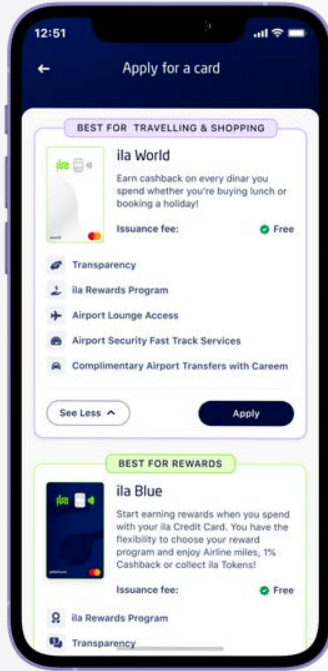 12:51
Apply for a card
BEST FOR TRAVELLING & SHOPPING
ila
ila World
Earn cashback on every dinar you
spend whether you're buying lunch or
booking a holiday!
Issuance fee:
Free
world
Transparency
ila Rewards Program
Airport Lounge Access
Airport Security Fast Track Services
Complimentary Airport Transfers with Careem
See Less
Apply
BEST FOR REWARDS
ila
ila Blue
Start earning rewards when you spend
with your ila Credit Card. You have the
flexibility to choose your reward
program and enjoy Airline miles, 1%
Cashback or collect ila Tokens!
platinum
Issuance fee:
Free
ila Rewards Program
Transparency